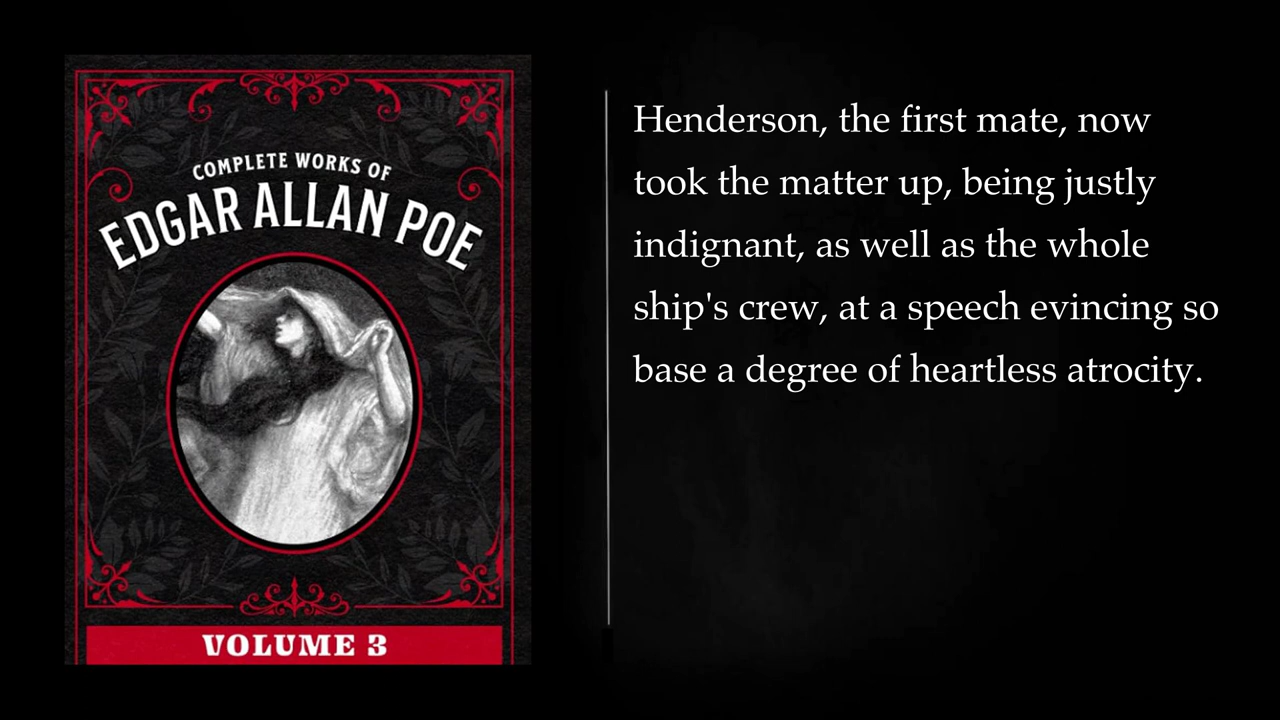 COMPLETE WORKS OF
EDGAR ALLAN POE
VOLUME 3
Henderson, the first mate, now
took the matter up, being justly
indignant, as well as the whole
ship's crew, at a speech evincing so
base a degree of heartless atrocity.